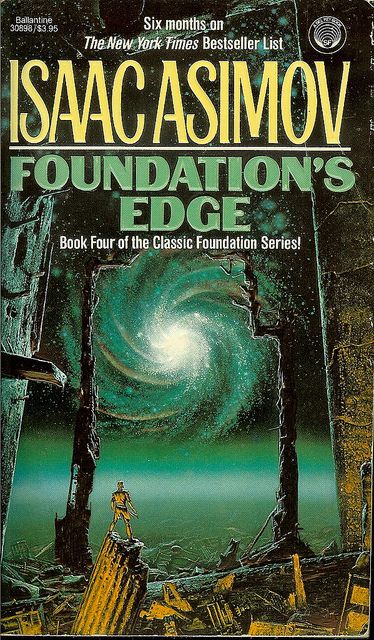 Ballantine
30898/$3.95
Six months on
The New York Times Bestseller List
SF
ISAAC ASIMOV
FOUNDATION'S
EDGE
Book Four of the Classic Foundation Series!